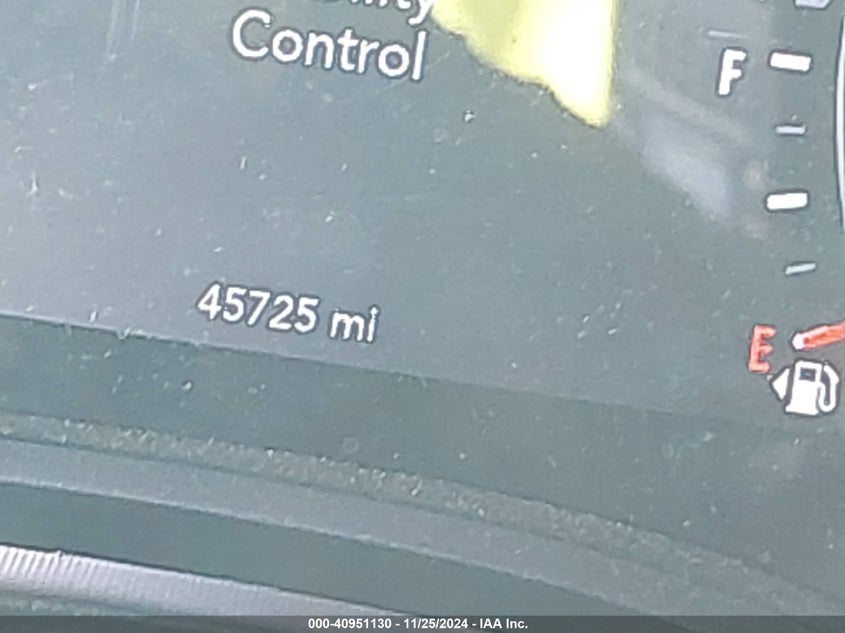 Control
F
45725 mi
E
000-40951130 - 11/25/2024 - IAA Inc.